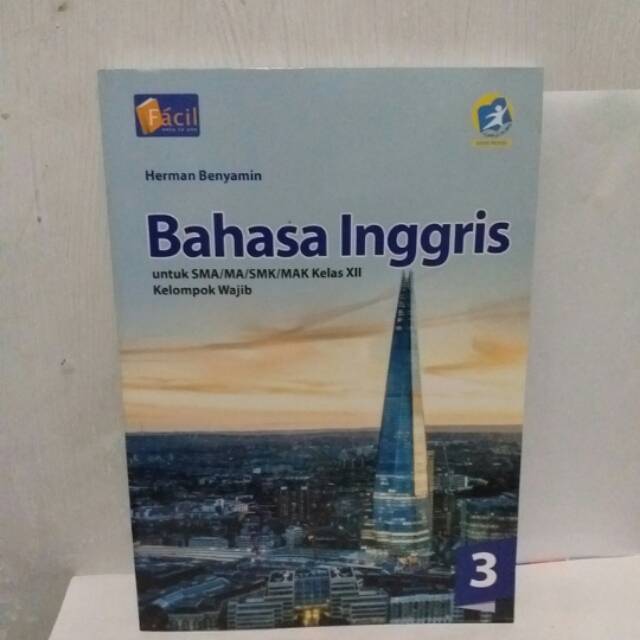 Fácil
Herman Benyamin
Bahasa Inggris
untuk SMA/MA/SMK/MAK Kelas XII
Kelompok Wajib
3